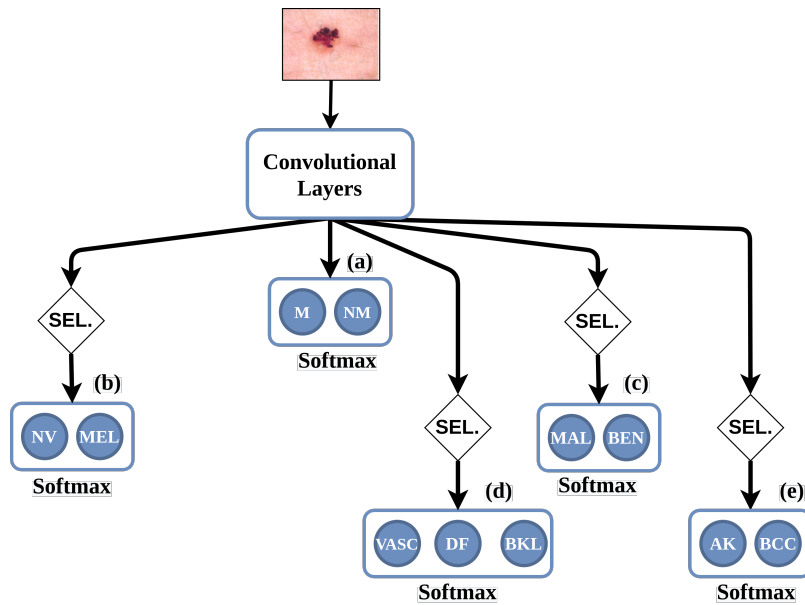 Convolutional
Layers
(a)
M NM
Softmax
SEL.
(b)
NV MEL
Softmax
SEL.
(c)
MAL BEN
Softmax
SEL.
(d)
VASC DF BKL
Softmax
SEL.
(e)
AK BCC
Softmax